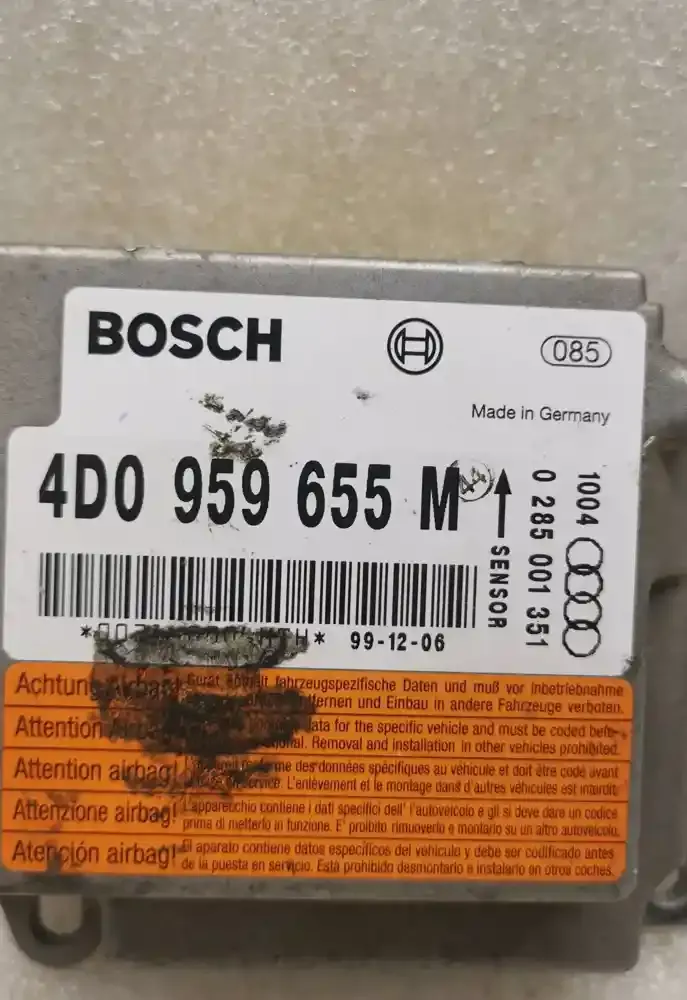 BOSCH
085
Made in Germany
4D0 959 655 M
44
SENSOR
0 285 001 351
1004
99-12-06
Achtung Airbag! Gerät enthält fahrzeugspezifische Daten und muß vor Inbetriebnahme
und Einbau in andere Fahrzeuge verboten.
Attention data for the specific vehicle and must be coded before
Removal and installation in other vehicles prohibited.
Attention airbag! des données spécifiques au véhicule et doit être codé avant
service. L'enlèvement et le montage dans d'autres véhicules est interdit.
Attenzione airbag! L'apparecchio contiene i dati specifici dell' l'autoveicolo e gli si deve dare un codice
prima di metterlo in funzione. E' proibito rimuoverlo e montarlo su un altro autoveicolo.
Atención airbag! El aparato contiene datos específicos del vehículo y debe ser codificado antes
de la puesta en servicio. Está prohibido desmontarlo e instalarlo en otros coches.